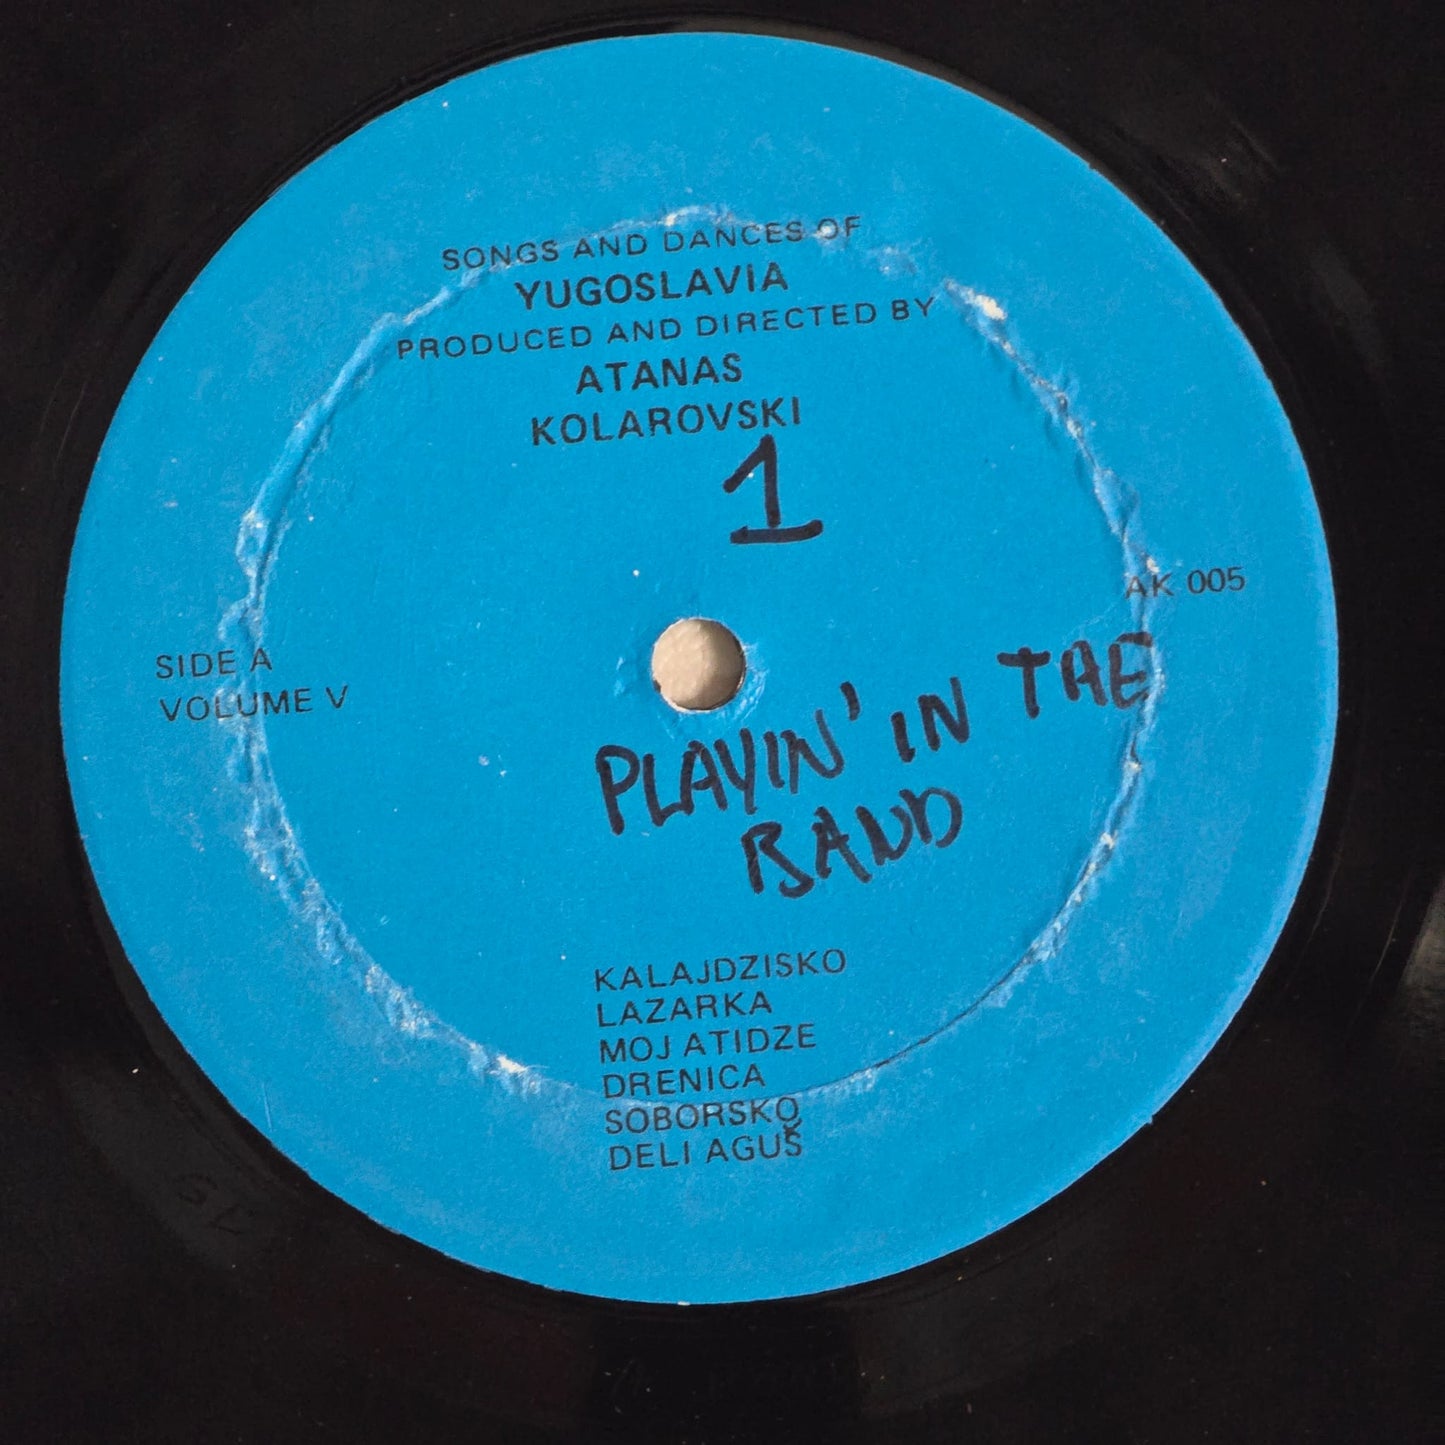 SONGS AND DANCES OF
YUGOSLAVIA
PRODUCED AND DIRECTED BY
ATANAS
KOLAROVSKI
1
AK 005
SIDE A
VOLUME V
PLAYIN' IN THE
BAND
KALAJDZISKO
LAZARKA
MOJ ATIDZE
DRENICA
SOBORSKO
DELI AGUŠ